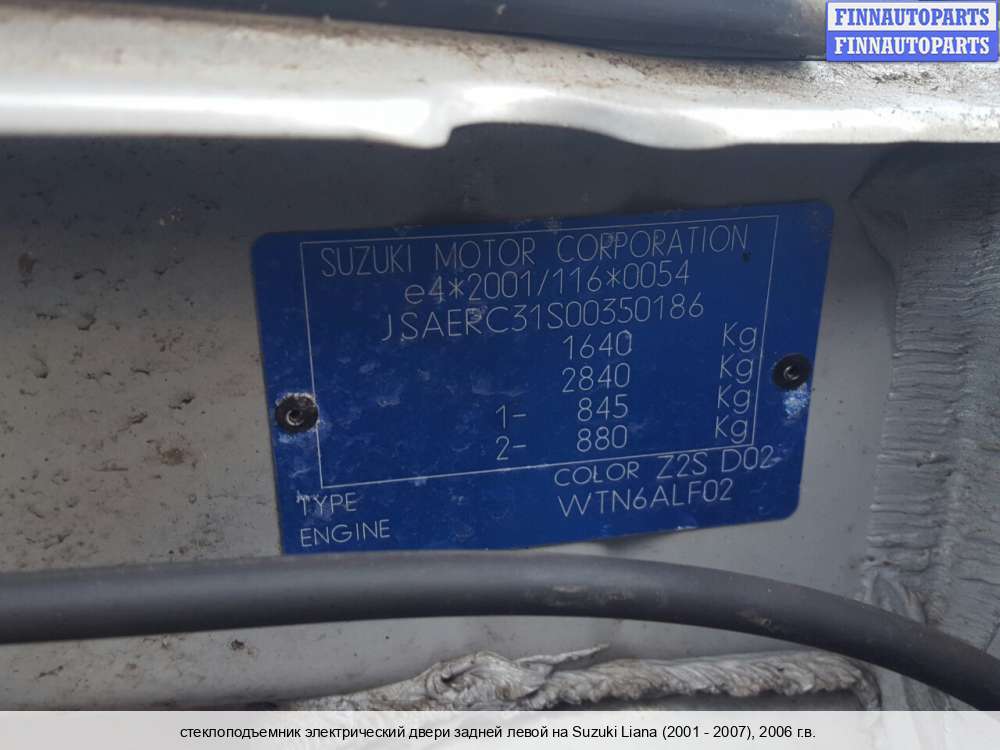 FINNAUTOPARTS
FINNAUTOPARTS
SUZUKI MOTOR CORPORATION
e4*2001/116*0054
JSAERC31S00350186
1640 Kg
2840 Kg
1- 845 Kg
2- 880 Kg
COLOR Z2S D02
TYPE WTN6ALF02
ENGINE
стеклоподъемник электрический двери задней левой на Suzuki Liana (2001 - 2007), 2006 г.в.